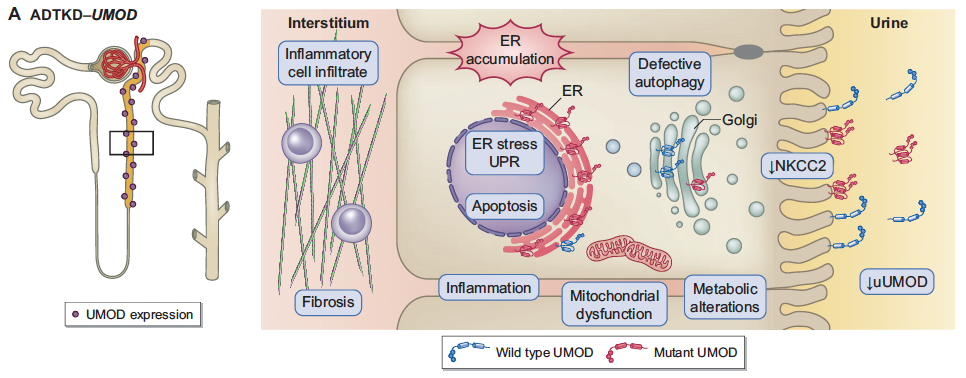 A ADTKD–UMOD
UMOD expression
Interstitium
Urine
Inflammatory
cell infiltrate
ER
accumulation
Defective
autophagy
ER
Golgi
ER stress
UPR
Apoptosis
↓NKCC2
Fibrosis
Inflammation
Mitochondrial
dysfunction
Metabolic
alterations
↓uUMOD
Wild type UMOD
Mutant UMOD